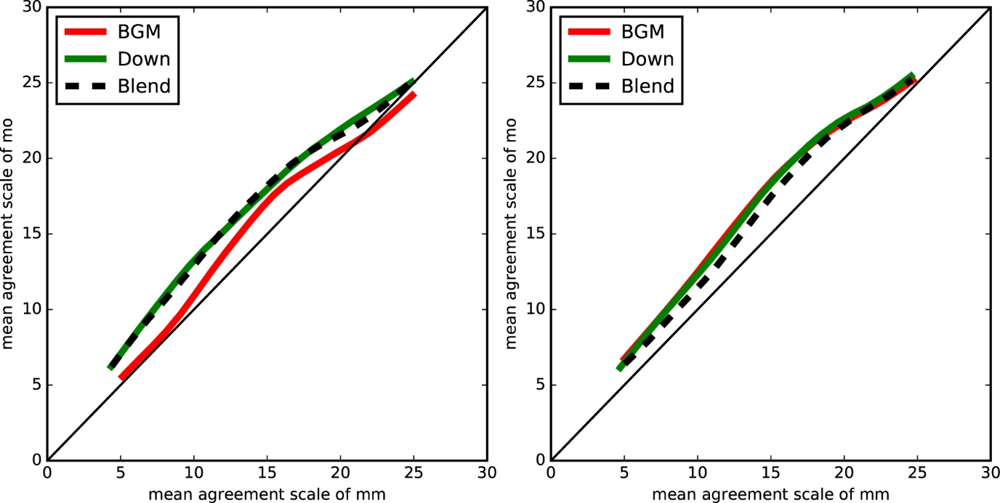 30
25
20
15
10
5
0
mean agreement scale of mo
BGM
Down
Blend
0 5 10 15 20 25 30
mean agreement scale of mm
30
25
20
15
10
5
0
mean agreement scale of mo
BGM
Down
Blend
0 5 10 15 20 25 30
mean agreement scale of mm